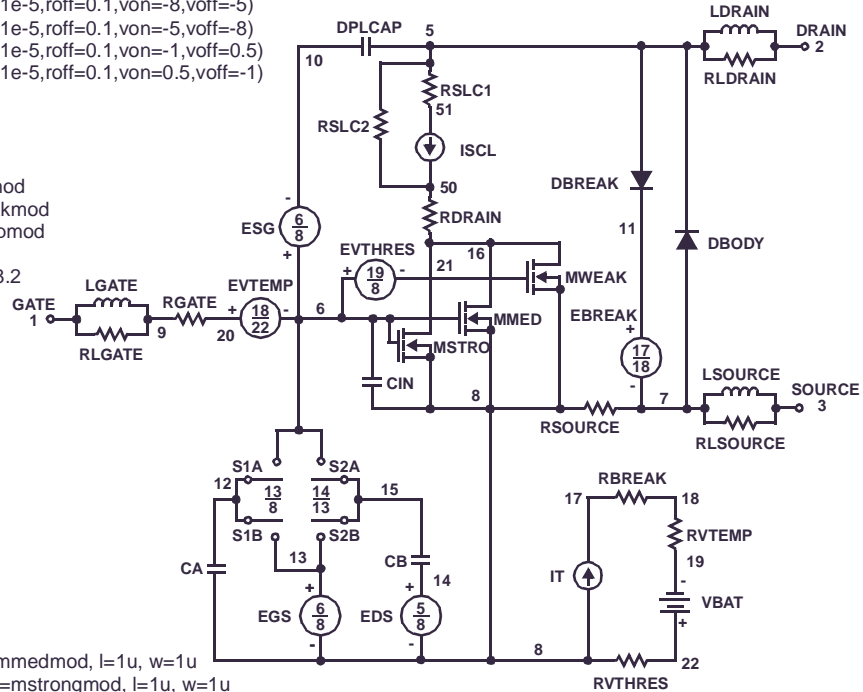 1e-5,roff=0.1,von=-8,voff=-5)
1e-5,roff=0.1,von=-5,voff=-8)
1e-5,roff=0.1,von=-1,voff=0.5)
1e-5,roff=0.1,von=0.5,voff=-1)
LDRAIN
DPLCAP
5
DRAIN
2
10
RLDRAIN
RSLC1
51
RSLC2
ISCL
50
DBREAK
nod
kmod
omod
RDRAIN
ESG
6
8
-
+
11
DBODY
3.2
EVTHRES
16
21
+
19
8
-
MWEAK
LGATE
GATE
1
EVTEMP
RGATE
+
18
22
-
6
EBREAK
+
MMED
9
20
MSTRO
17
18
-
RLGATE
CIN
LSOURCE
SOURCE
3
8
7
RSOURCE
RLSOURCE
S1A
S2A
12
13
8
14
13
15
RBREAK
17
18
S1B
S2B
13
RVTEMP
CB
CA
14
19
IT
-
+
+
VBAT
EGS
6
8
EDS
5
8
+
-
-
8
22
mmedmod, l=1u, w=1u
=mstrongmod, l=1u, w=1u
RVTHRES